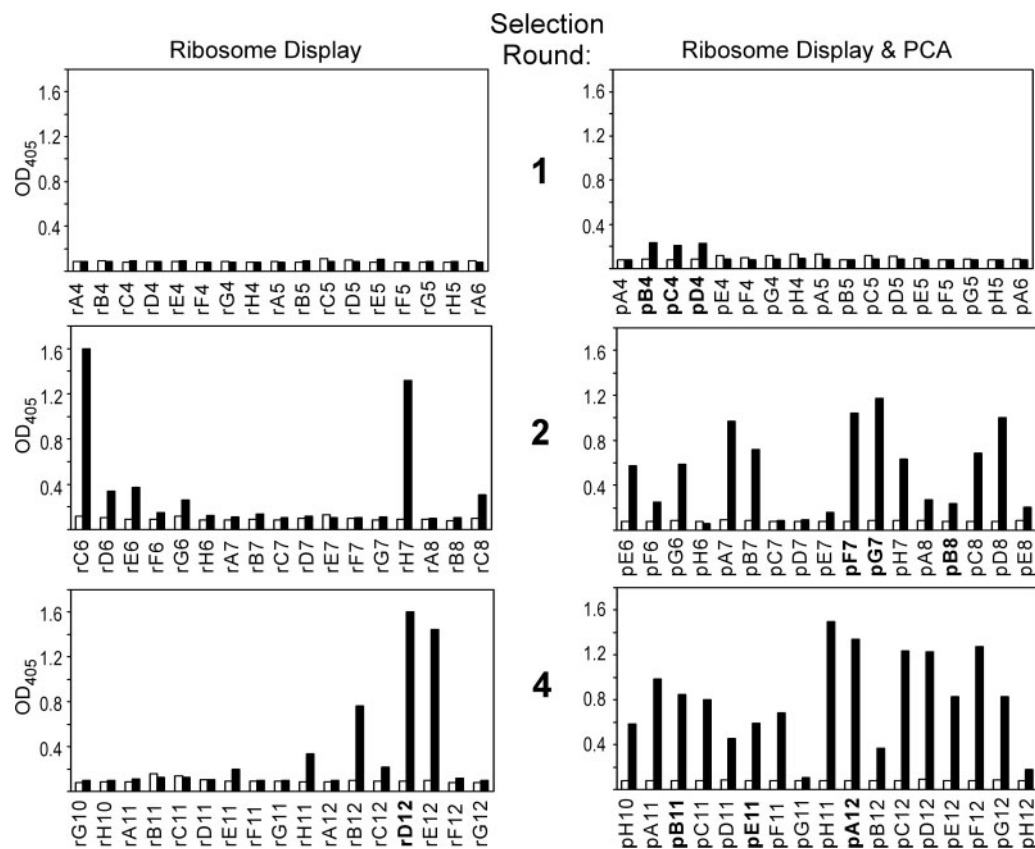 Selection
Round:
Ribosome Display
Ribosome Display & PCA
OD405
1.6
1.2
0.8
0.4
rA4 rB4 rC4 rD4 rE4 rF4 rG4 rH4 rA5 rB5 rC5 rD5 rE5 rF5 rG5 rH5 rA6
1
1.6
1.2
0.8
0.4
pA4 pB4 pC4 pD4 pE4 pF4 pG4 pH4 pA5 pB5 pC5 pD5 pE5 pF5 pG5 pH5 pA6
OD405
1.6
1.2
0.8
0.4
rC6 rD6 rE6 rF6 rG6 rH6 rA7 rB7 rC7 rD7 rE7 rF7 rG7 rH7 rA8 rB8 rC8
2
1.6
1.2
0.8
0.4
pE6 pF6 pG6 pH6 pA7 pB7 pC7 pD7 pE7 pF7 pG7 pH7 pA8 pB8 pC8 pD8 pE8
OD405
1.6
1.2
0.8
0.4
rG10 rH10 rA11 rB11 rC11 rD11 rE11 rF11 rG11 rH11 rA12 rB12 rC12 rD12 rE12 rF12 rG12
4
1.6
1.2
0.8
0.4
pH10 pA11 pB11 pC11 pD11 pE11 pF11 pG11 pH11 pA12 pB12 pC12 pD12 pE12 pF12 pG12 pH12